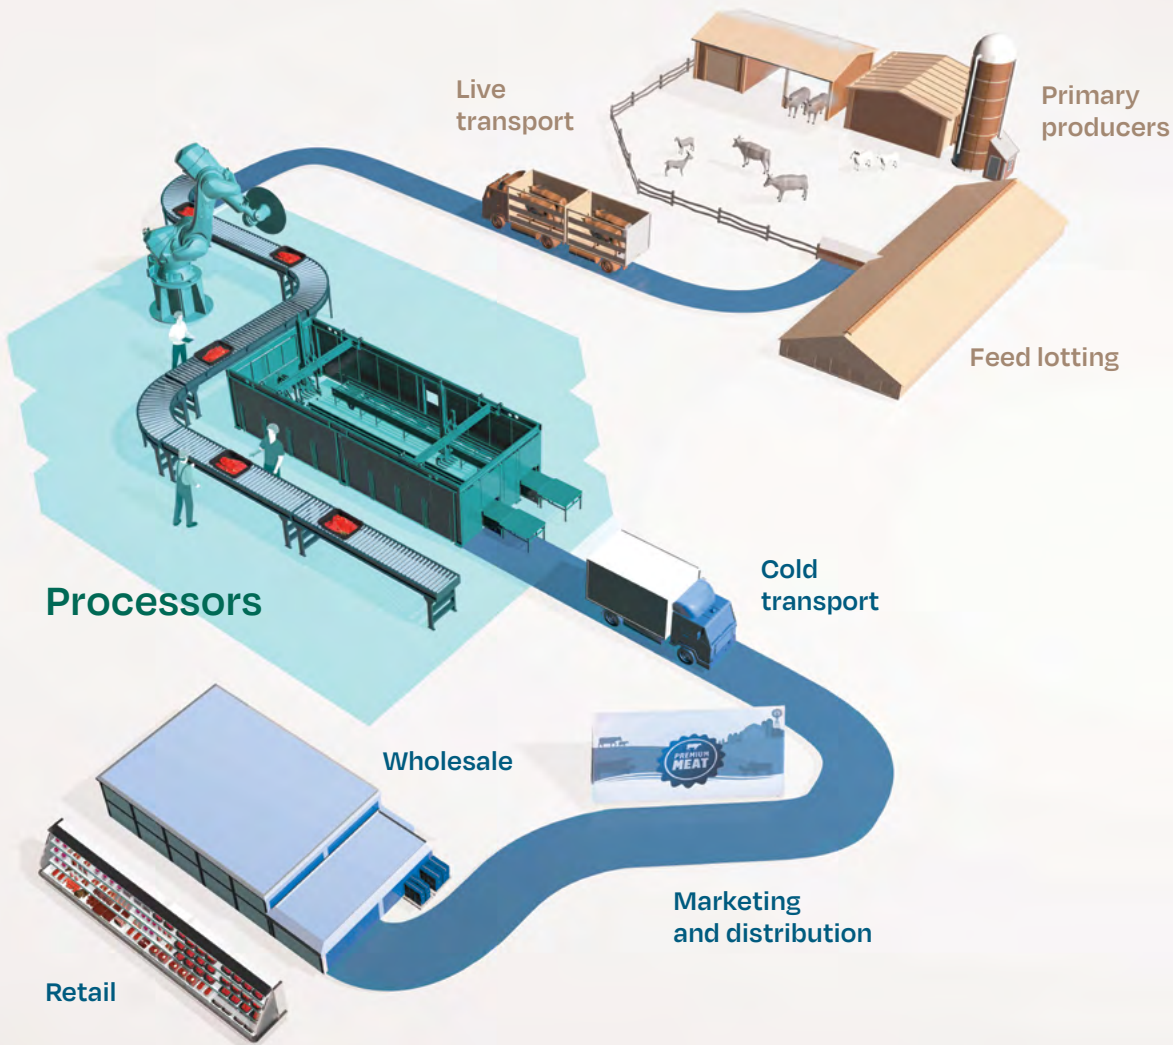 Live
transport
Primary
producers
Feed lotting
Processors
Cold
transport
PREMIUM
MEAT
Wholesale
Marketing
and distribution
Retail